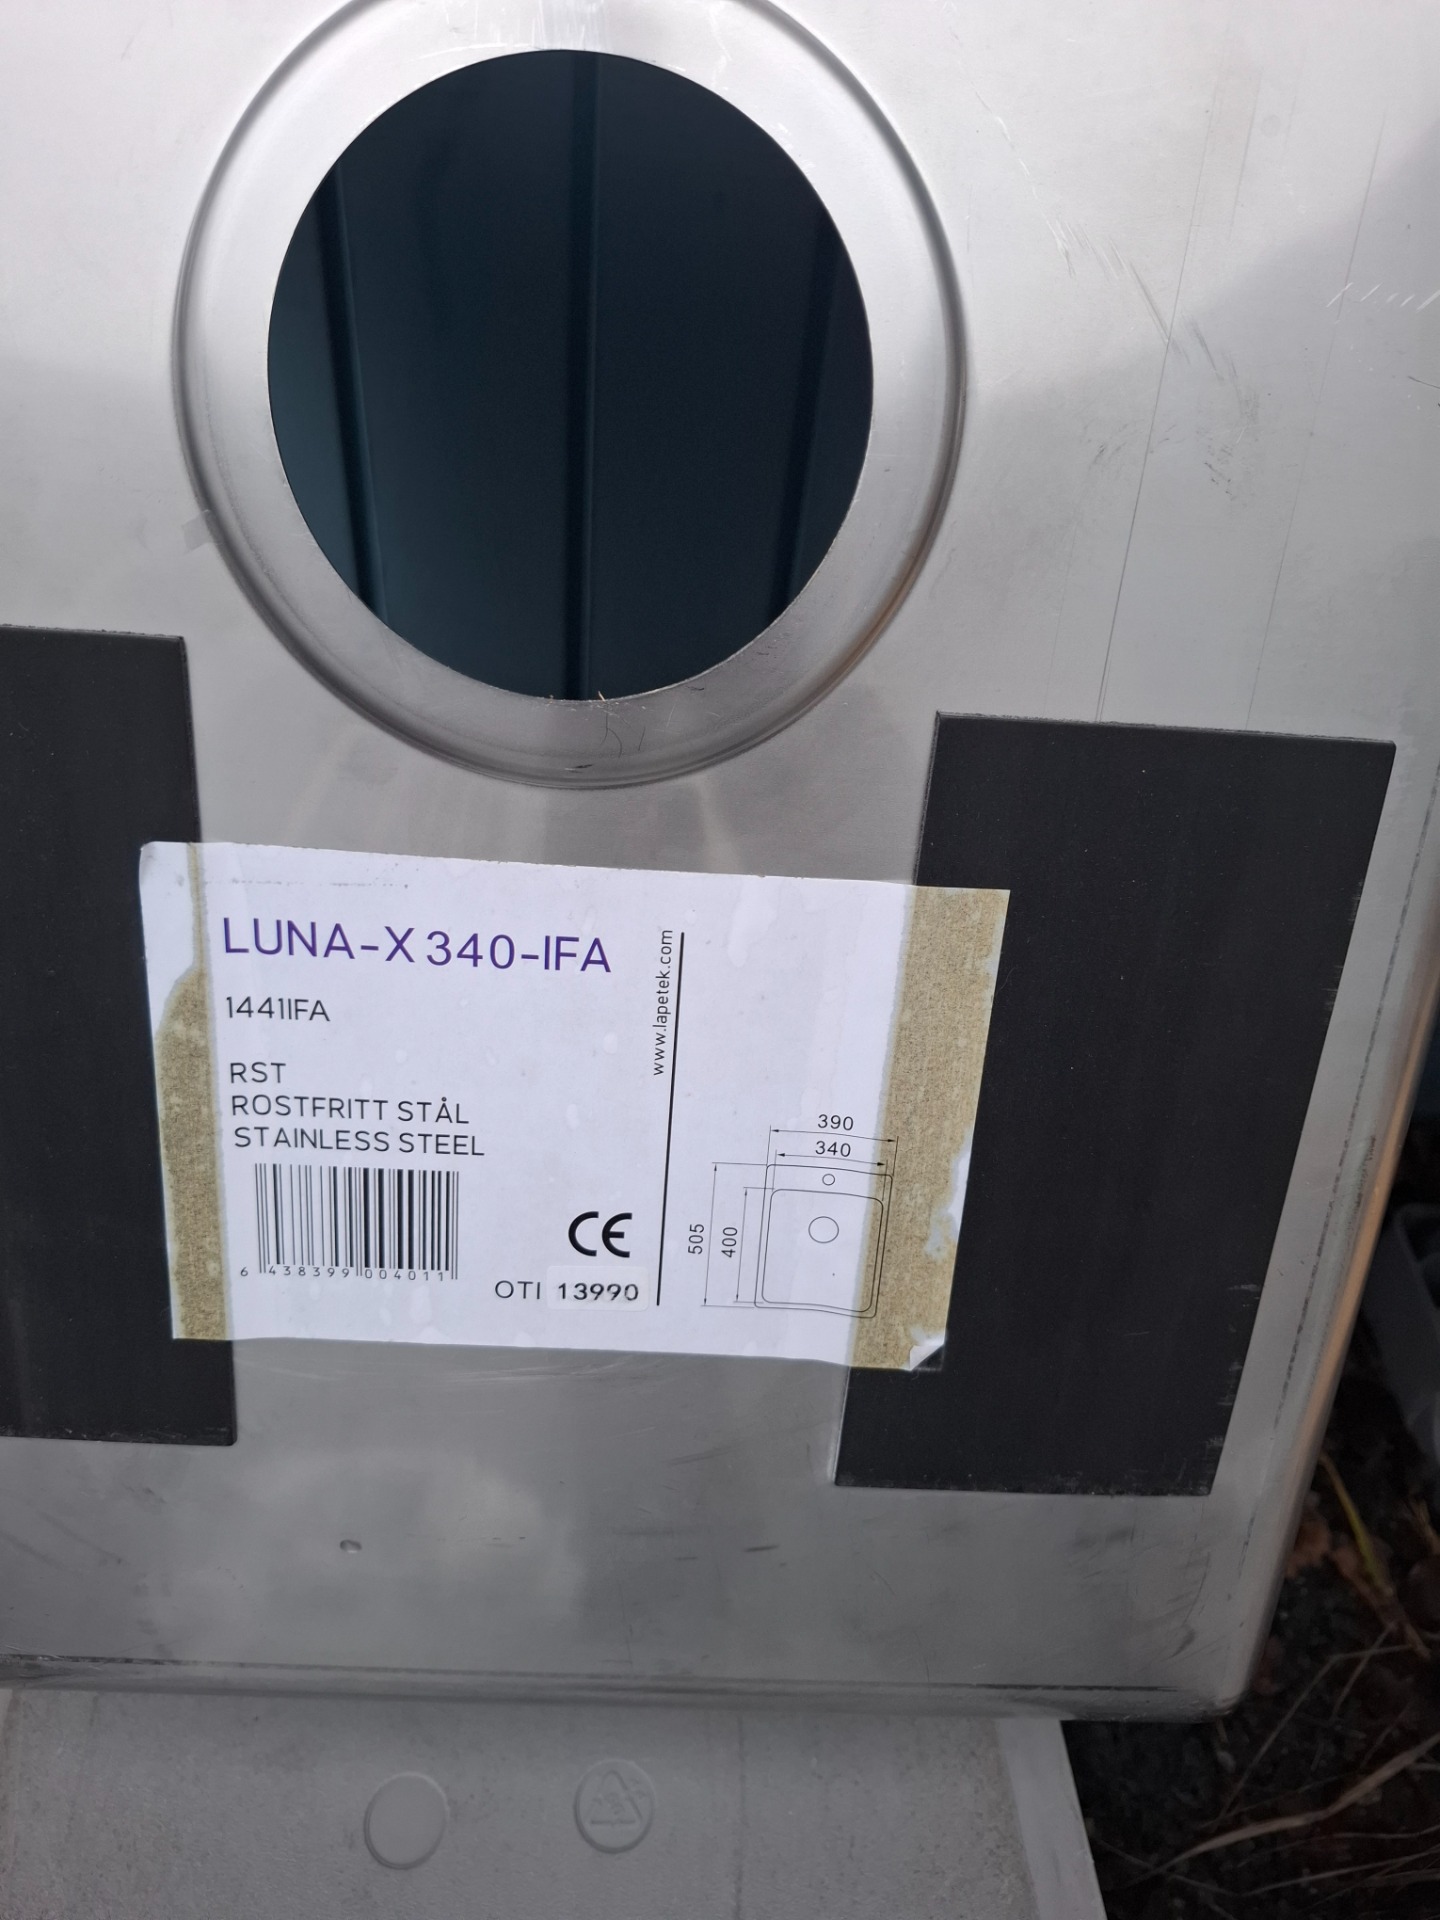 LUNA-X 340-IFA
1441IFA
RST
ROSTFRITT STÅL
STAINLESS STEEL
6 438399 004011
CE
OTI 13990
www.lapetek.com
390
340
505
400